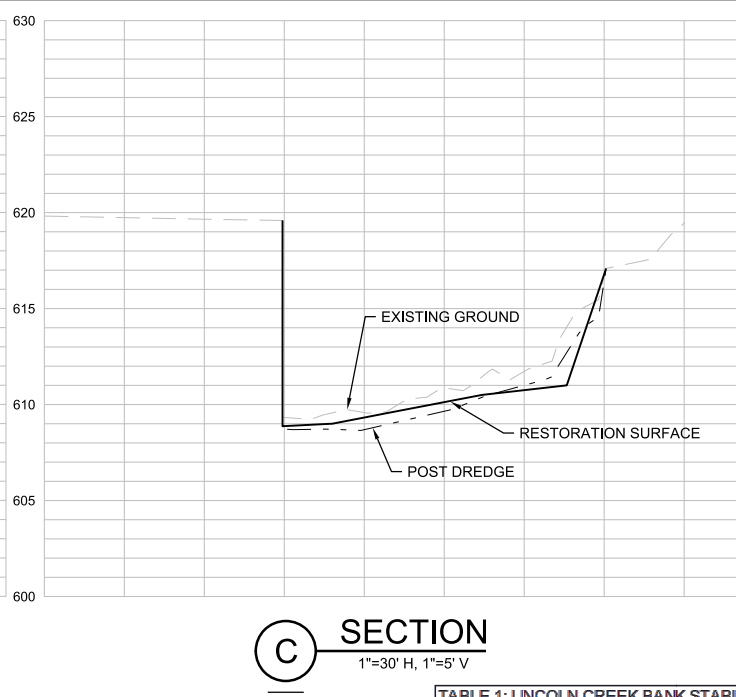 630
625
620
615
610
605
600
EXISTING GROUND
RESTORATION SURFACE
POST DREDGE
C
SECTION
1"=30' H, 1"=5' V
TABLE 1: LINCOLN CREEK BANK